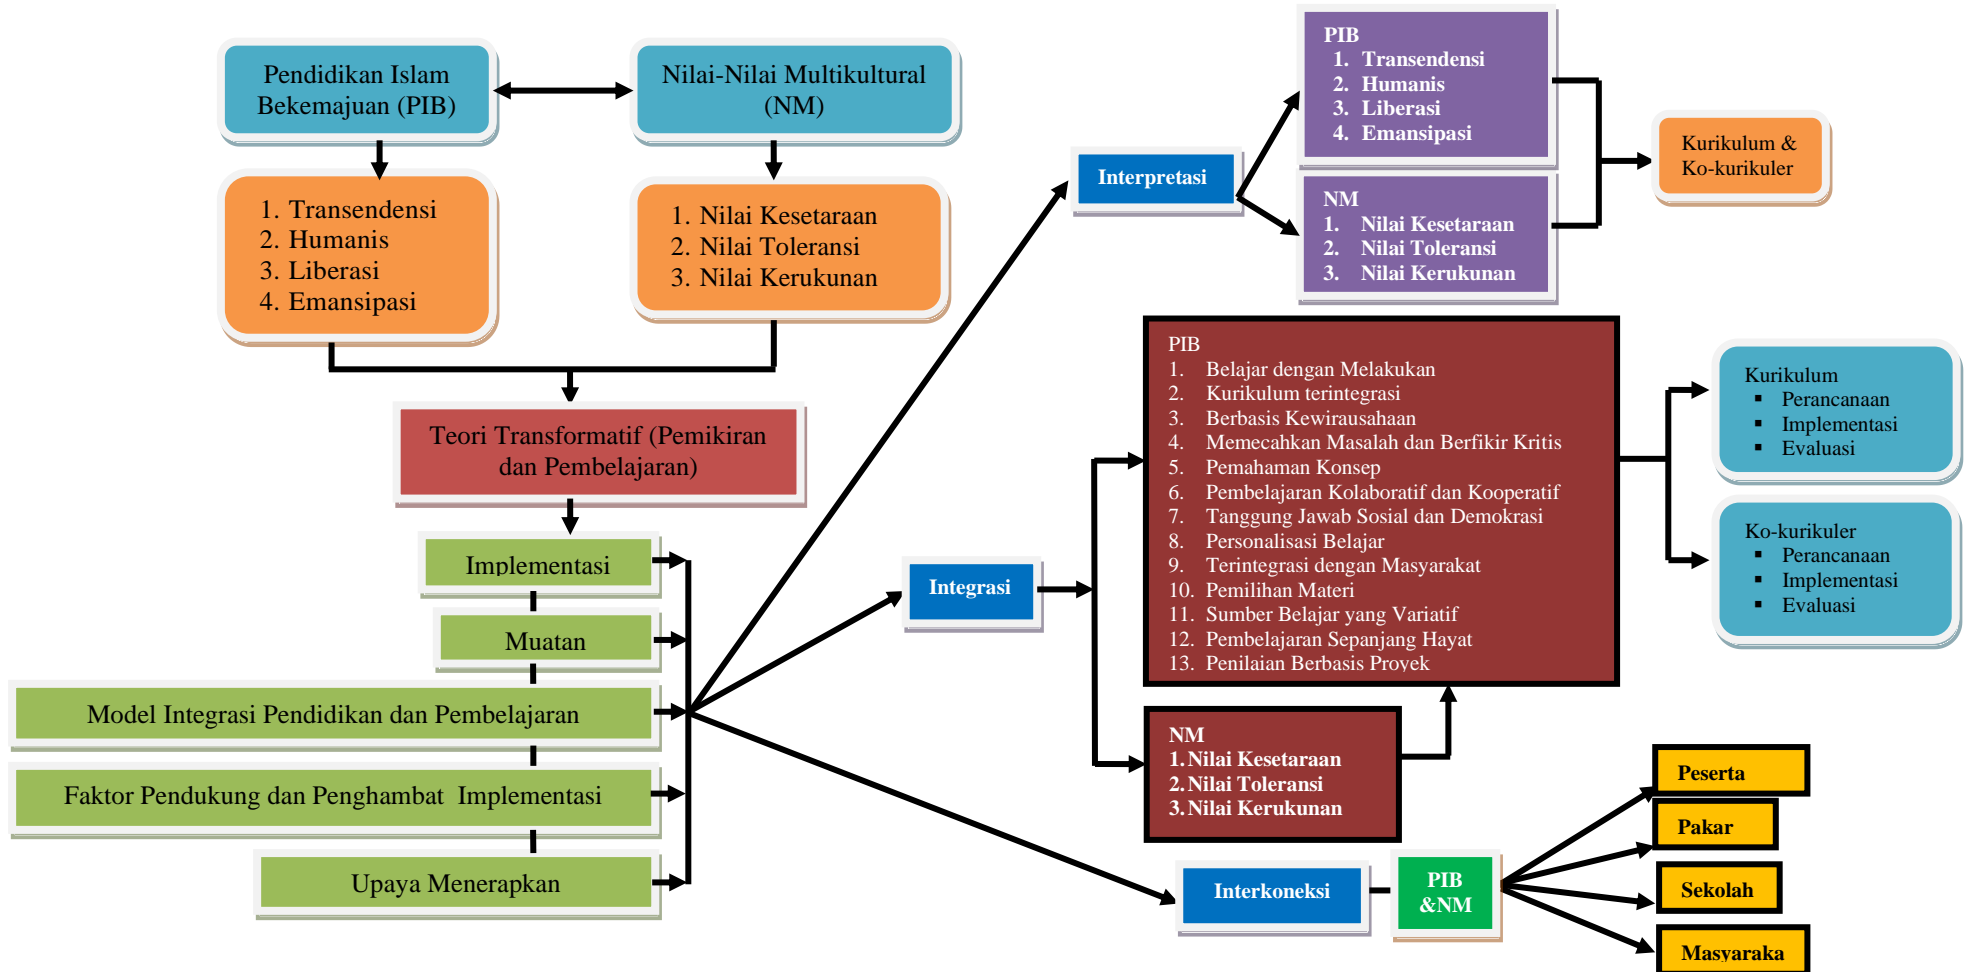 Pendidikan Islam
Bekemajuan (PIB)
Nilai-Nilai Multikultural
(NM)
1. Transendensi
2. Humanis
3. Liberasi
4. Emansipasi
1. Nilai Kesetaraan
2. Nilai Toleransi
3. Nilai Kerukunan
Teori Transformatif (Pemikiran
dan Pembelajaran)
Implementasi
Muatan
Model Integrasi Pendidikan dan Pembelajaran
Faktor Pendukung dan Penghambat Implementasi
Upaya Menerapkan
Interpretasi
PIB
1. Transendensi
2. Humanis
3. Liberasi
4. Emansipasi
NM
1. Nilai Kesetaraan
2. Nilai Toleransi
3. Nilai Kerukunan
Kurikulum &
Ko-kurikuler
Integrasi
PIB
1. Belajar dengan Melakukan
2. Kurikulum terintegrasi
3. Berbasis Kewirausahaan
4. Memecahkan Masalah dan Berfikir Kritis
5. Pemahaman Konsep
6. Pembelajaran Kolaboratif dan Kooperatif
7. Tanggung Jawab Sosial dan Demokrasi
8. Personalisasi Belajar
9. Terintegrasi dengan Masyarakat
10. Pemilihan Materi
11. Sumber Belajar yang Variatif
12. Pembelajaran Sepanjang Hayat
13. Penilaian Berbasis Proyek
NM
1. Nilai Kesetaraan
2. Nilai Toleransi
3. Nilai Kerukunan
Kurikulum
▪ Perancanaan
▪ Implementasi
▪ Evaluasi
Ko-kurikuler
▪ Perancanaan
▪ Implementasi
▪ Evaluasi
Interkoneksi
PIB
&NM
Peserta
Pakar
Sekolah
Masyaraka